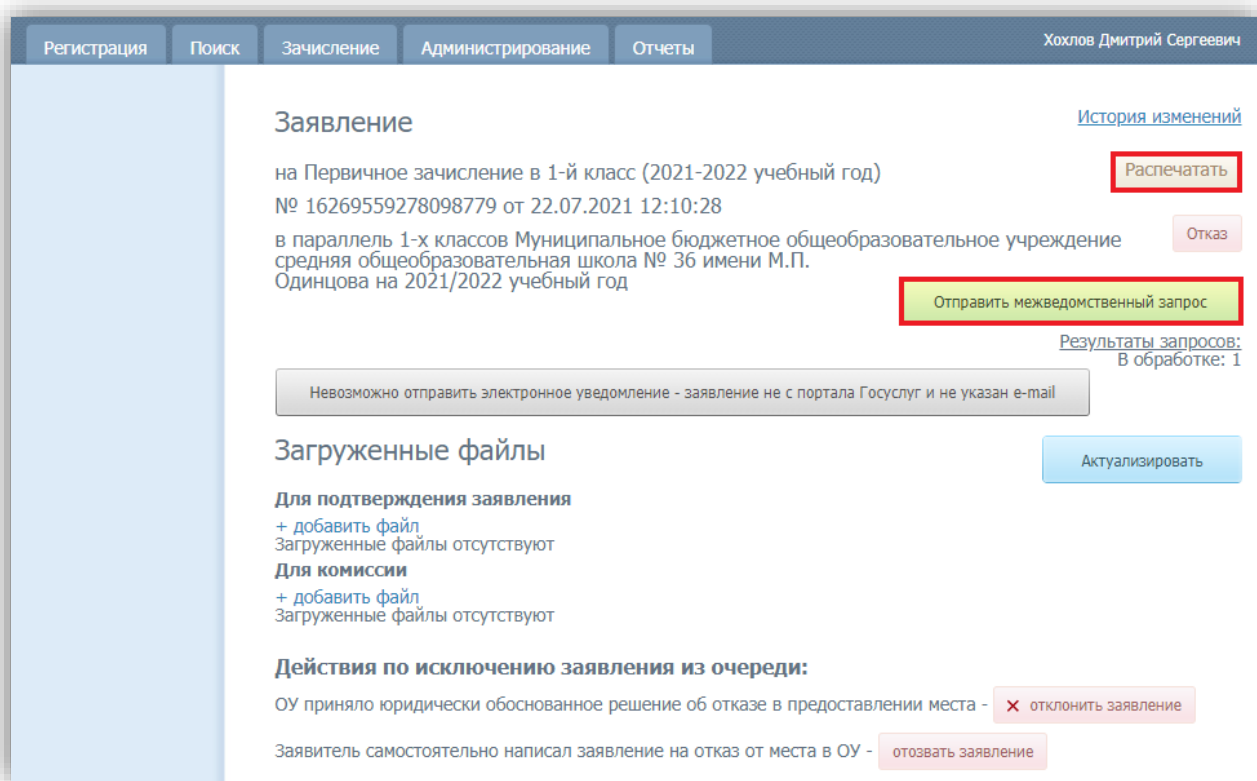 Регистрация Поиск Зачисление Администрирование Отчеты Хохлов Дмитрий Сергеевич
Заявление
История изменений
на Первичное зачисление в 1-й класс (2021-2022 учебный год)
Распечатать
№ 16269559278098779 от 22.07.2021 12:10:28
в параллель 1-х классов Муниципальное бюджетное общеобразовательное учреждение
Отказ
средняя общеобразовательная школа № 36 имени М.П.
Одинцова на 2021/2022 учебный год
Отправить межведомственный запрос
Результаты запросов:
В обработке: 1
Невозможно отправить электронное уведомление - заявление не с портала Госуслуг и не указан e-mail
Загруженные файлы
Актуализировать
Для подтверждения заявления
+ добавить файл
Загруженные файлы отсутствуют
Для комиссии
+ добавить файл
Загруженные файлы отсутствуют
Действия по исключению заявления из очереди:
ОУ приняло юридически обоснованное решение об отказе в предоставлении места - × отклонить заявление
Заявитель самостоятельно написал заявление на отказ от места в ОУ - отозвать заявление